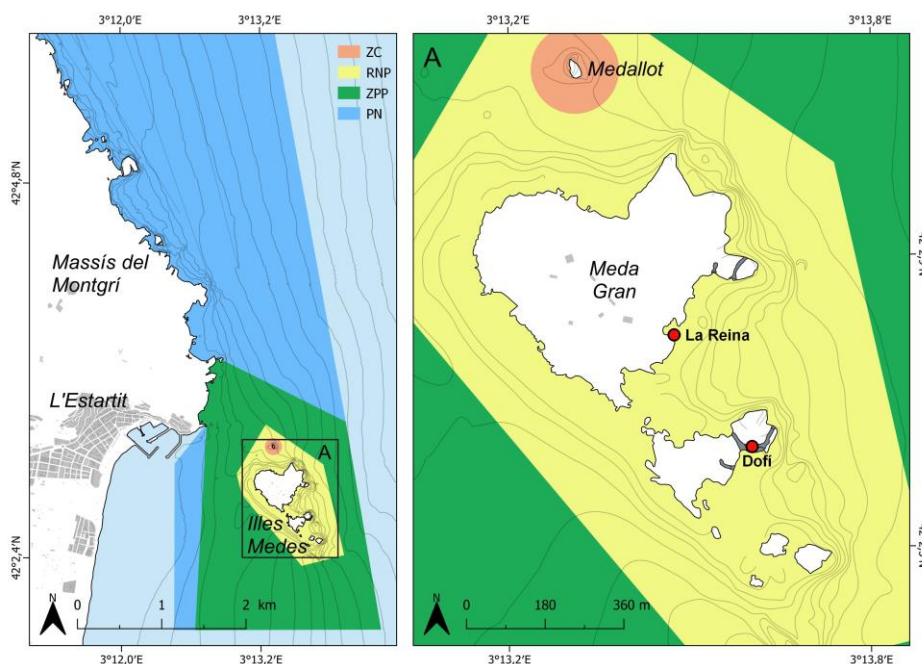 3°12,0'E
3°13,2'E
42°4,8'N
42°2,4'N
ZC
RNP
ZPP
PN
Massís del
Montgrí
L'Estartit
Illes
Medes
A
N
0 1 2 km
3°12,0'E
3°13,2'E
3°13,2'E
3°13,8'E
A
Medallot
Meda
Gran
La Reina
Dofí
N
0 180 360 m
3°13,2'E
3°13,8'E